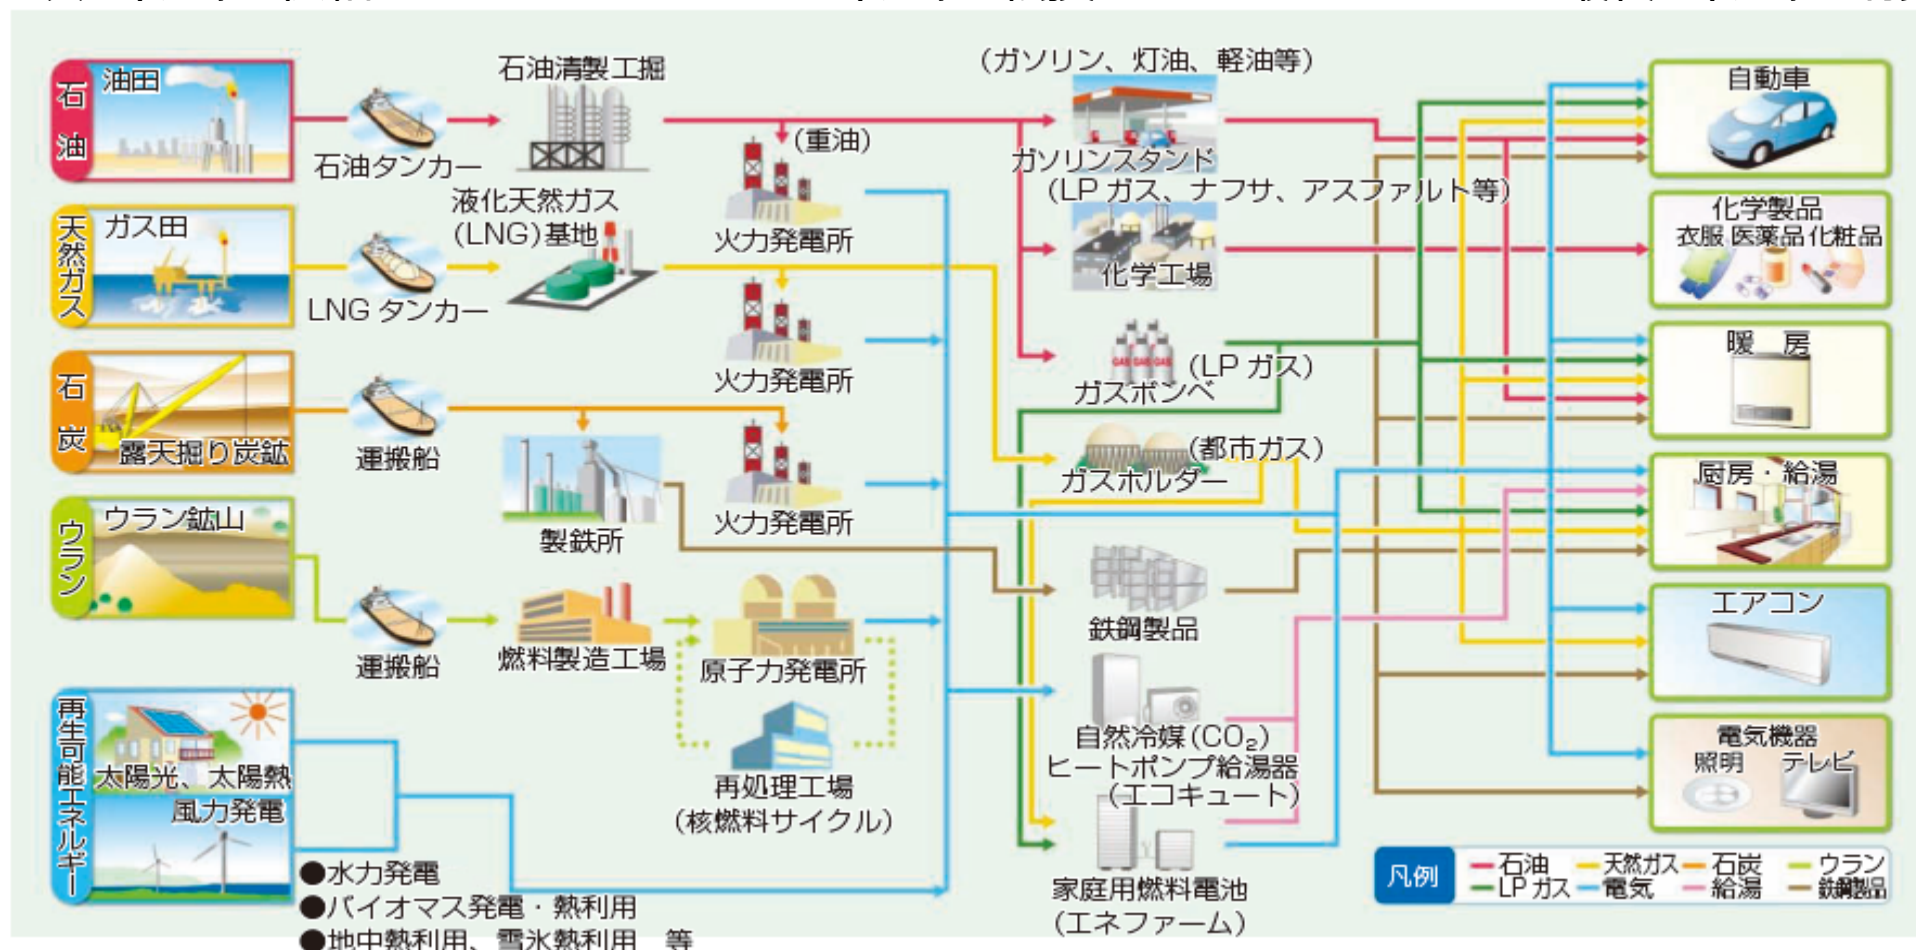 石油
油田
石油タンカー
石油清製工掘
(重油)
火力発電所
(ガソリン、灯油、軽油等)
ガソリンスタンド
(LPガス、ナフサ、アスファルト等)
化学工場
ガスボンベ
(LPガス)
天然ガス
ガス田
LNGタンカー
液化天然ガス
(LNG)基地
火力発電所
(都市ガス)
ガスホルダー
石炭
露天掘り炭鉱
運搬船
製鉄所
火力発電所
鉄鋼製品
ウラン
ウラン鉱山
運搬船
燃料製造工場
原子力発電所
再処理工場
(核燃料サイクル)
再生可能エネルギー
太陽光、太陽熱
風力発電
●水力発電
●バイオマス発電・熱利用
●地中熱利用、雪氷熱利用 等
自然冷媒(CO₂)
ヒートポンプ給湯器
(エコキュート)
家庭用燃料電池
(エネファーム)
自動車
化学製品
衣服 医薬品 化粧品
暖 房
厨房・給湯
エアコン
電気機器
照明 テレビ
GAS GAS GAS
凡例
石油 天然ガス 石炭 ウラン
LPガス 電気 給湯 鉄鋼製品